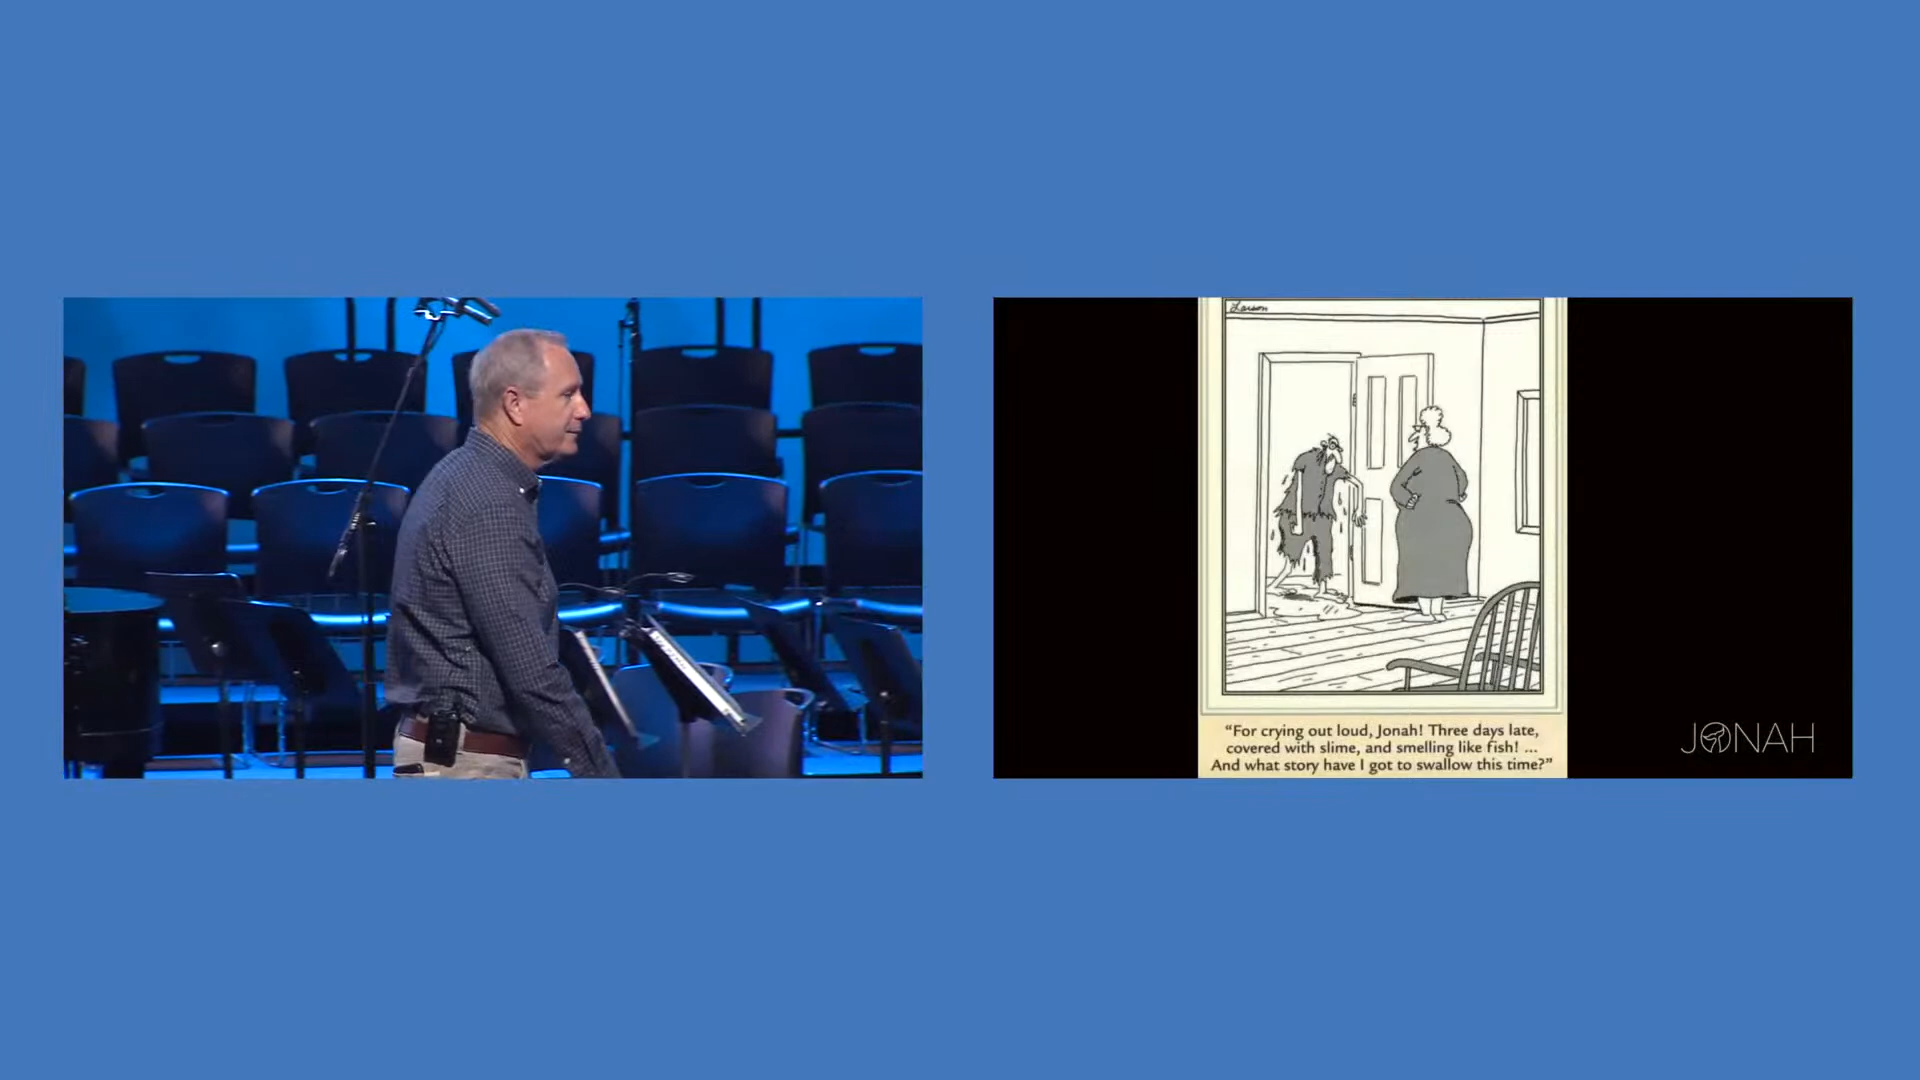 Larson
“For crying out loud, Jonah! Three days late,
covered with slime, and smelling like fish! ...
And what story have I got to swallow this time?”
JONAH